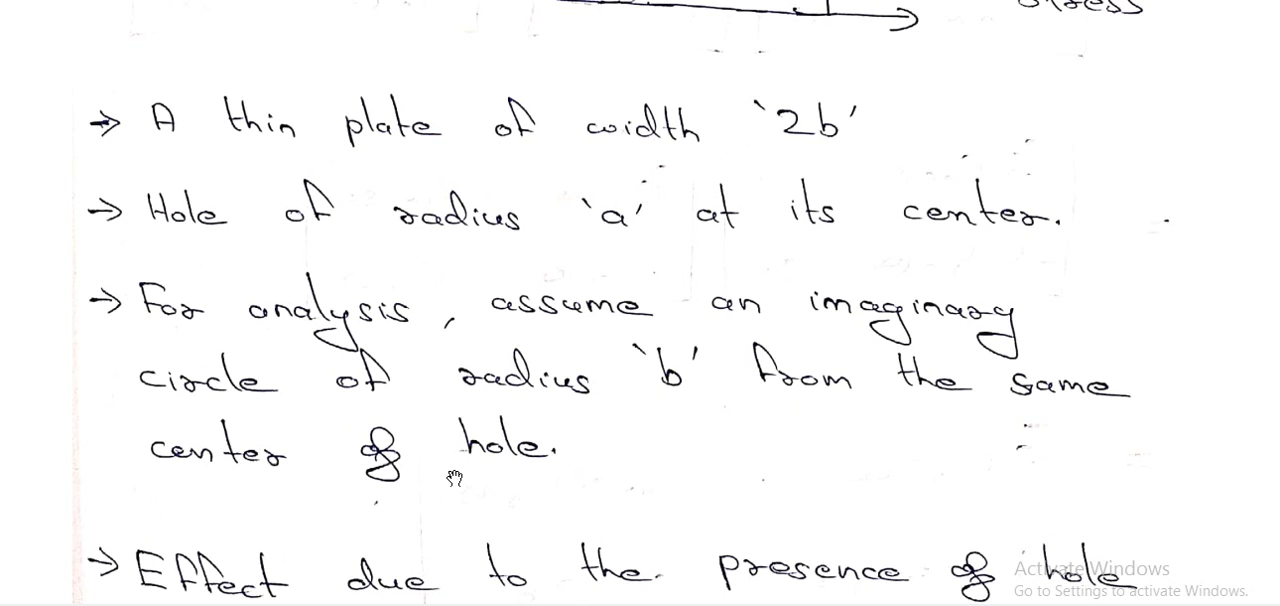 stress
→ A thin plate of width '2b'
→ Hole of radius 'a' at its center.
→ For analysis, assume an imaginary
circle of radius 'b' from the same
center of hole.
→ Effect due to the presence of hole
Activate Windows
Go to Settings to activate Windows.